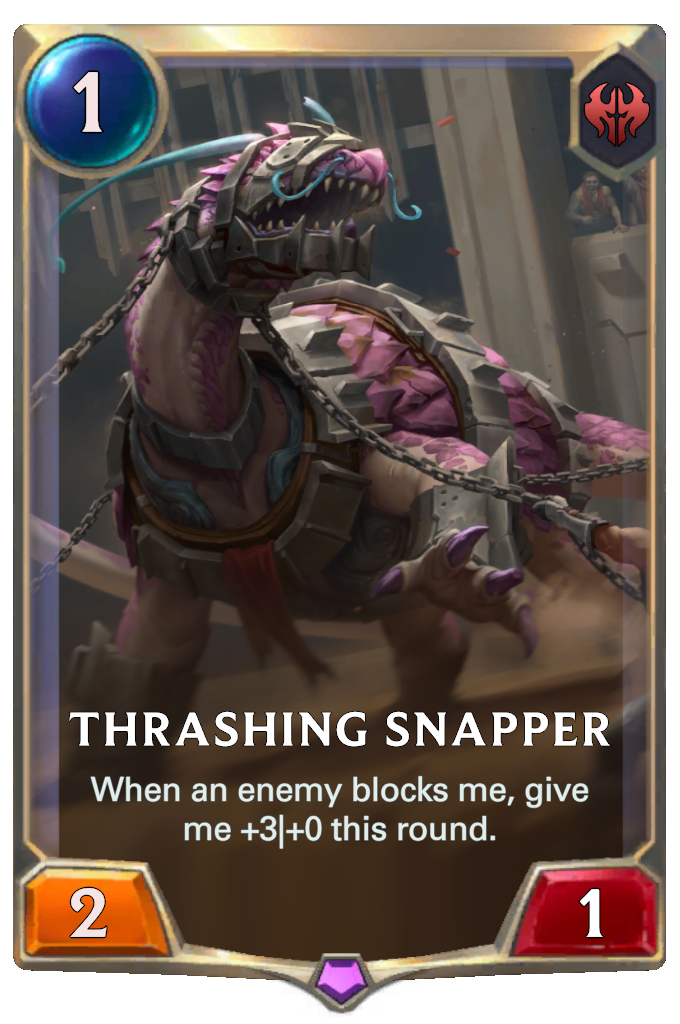 1
THRASHING SNAPPER
When an enemy blocks me, give
me +3|+0 this round.
2
1